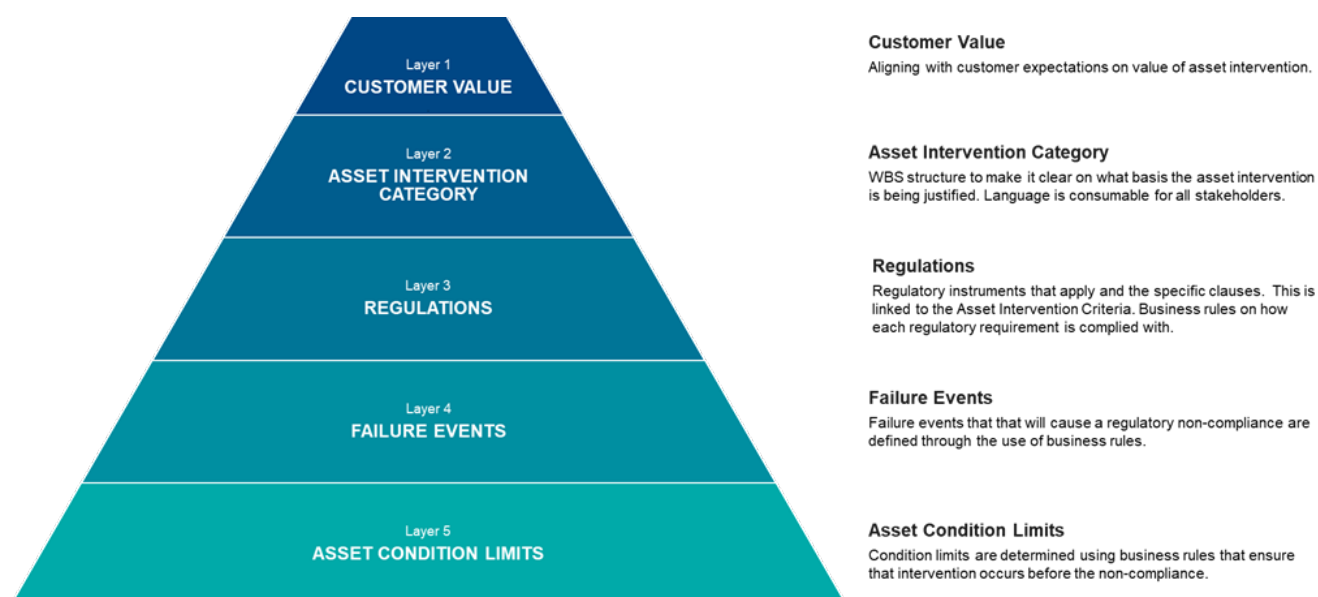 Layer 1
CUSTOMER VALUE
Customer Value
Aligning with customer expectations on value of asset intervention.
Layer 2
ASSET INTERVENTION
CATEGORY
Asset Intervention Category
WBS structure to make it clear on what basis the asset intervention
is being justified. Language is consumable for all stakeholders.
Layer 3
REGULATIONS
Regulations
Regulatory instruments that apply and the specific clauses. This is
linked to the Asset Intervention Criteria. Business rules on how
each regulatory requirement is complied with.
Layer 4
FAILURE EVENTS
Failure Events
Failure events that that will cause a regulatory non-compliance are
defined through the use of business rules.
Layer 5
ASSET CONDITION LIMITS
Asset Condition Limits
Condition limits are determined using business rules that ensure
that intervention occurs before the non-compliance.